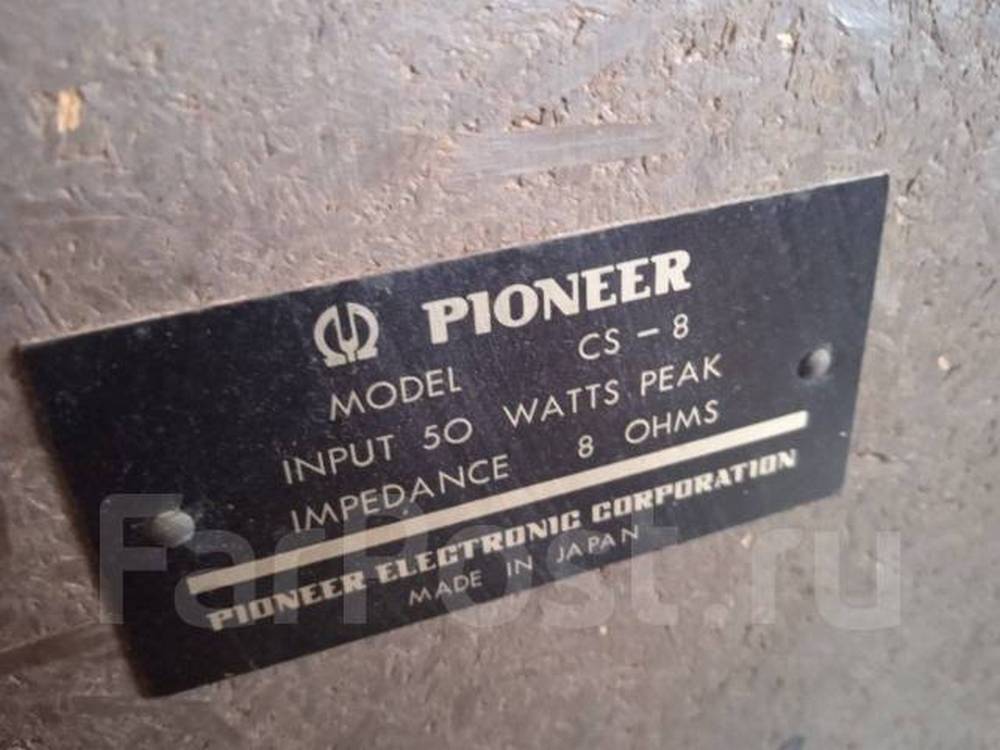 PIONEER
MODEL CS-8
INPUT 50 WATTS PEAK
IMPEDANCE 8 OHMS
PIONEER ELECTRONIC CORPORATION
MADE IN JAPAN
FarPost.ru